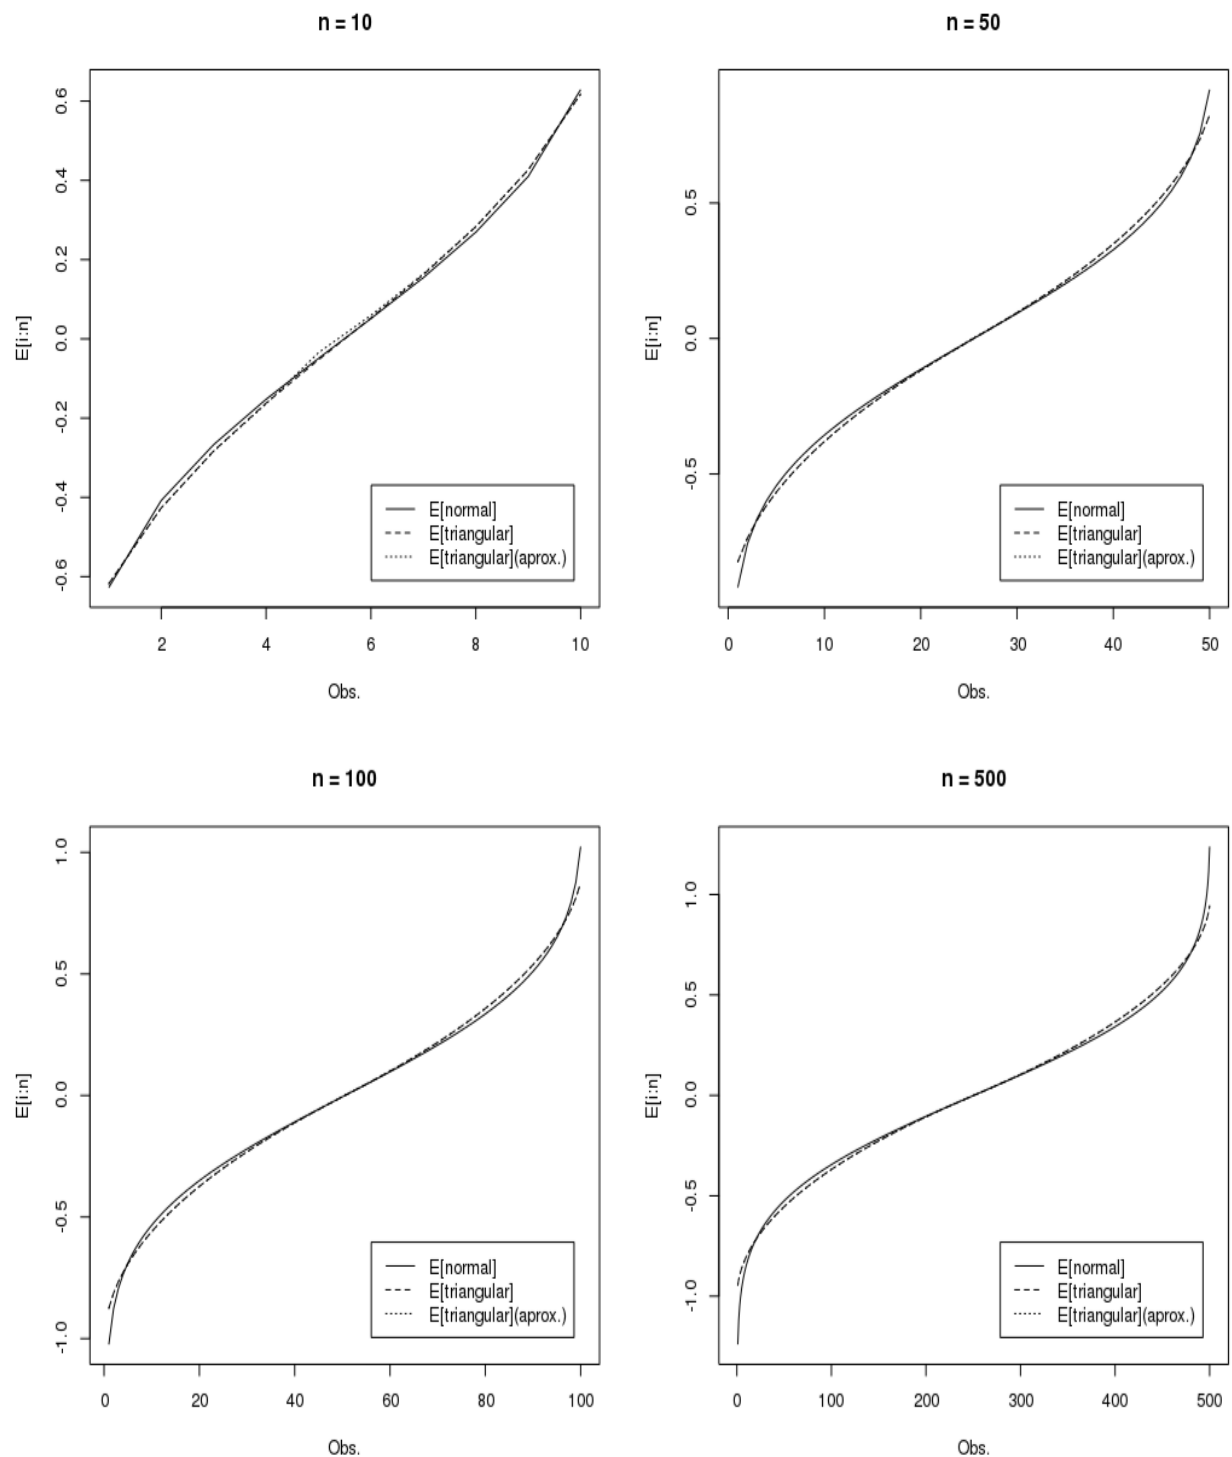 n = 10
0.6
0.4
0.2
0.0
-0.2
-0.4
-0.6
E[i:n]
E[normal]
E[triangular]
E[triangular](aprox.)
2 4 6 8 10
Obs.
n = 50
0.5
0.0
-0.5
E[i:n]
E[normal]
E[triangular]
E[triangular](aprox.)
0 10 20 30 40 50
Obs.
n = 100
1.0
0.5
0.0
-0.5
-1.0
E[i:n]
E[normal]
E[triangular]
E[triangular](aprox.)
0 20 40 60 80 100
Obs.
n = 500
1.0
0.5
0.0
-0.5
-1.0
E[i:n]
E[normal]
E[triangular]
E[triangular](aprox.)
0 100 200 300 400 500
Obs.